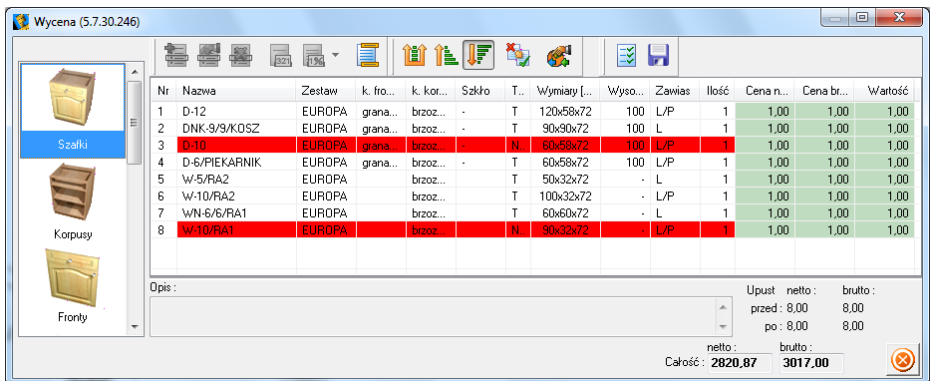 Wycena (5.7.30.246)
321 1%
Szafki
Korpusy
Fronty
Nr Nazwa Zestaw k. fro... k. kor... Szkło T.. Wymiary [... Wyso... Zawias Ilość Cena n... Cena br... Wartość
1 D-12 EUROPA grana... brzoz... - T 120x58x72 100 L/P 1 1,00 1,00 1,00
2 DNK-9/9/KOSZ EUROPA grana... brzoz... - T 90x90x72 100 L 1 1,00 1,00 1,00
3 D-10 EUROPA grana... brzoz... - N.. 60x58x72 100 L/P 1 1,00 1,00 1,00
4 D-6/PIEKARNIK EUROPA grana... brzoz... - T 60x58x72 100 L/P 1 1,00 1,00 1,00
5 W-5/RA2 EUROPA brzoz... T 50x32x72 - L 1 1,00 1,00 1,00
6 W-10/RA2 EUROPA brzoz... T 100x32x72 - L/P 1 1,00 1,00 1,00
7 WN-6/6/RA1 EUROPA brzoz... T 60x60x72 - L 1 1,00 1,00 1,00
8 W-10/RA1 EUROPA brzoz... N.. 90x32x72 - L/P 1 1,00 1,00 1,00
Opis :
Upust netto : brutto :
przed : 8,00 8,00
po : 8,00 8,00
netto : brutto :
Całość : 2820,87 3017,00